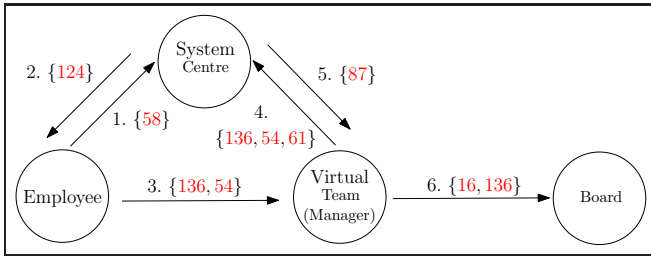 System
Centre
2. {124}
5. {87}
1. {58}
4.
{136, 54, 61}
Employee
3. {136, 54}
Virtual
Team
(Manager)
6. {16, 136}
Board